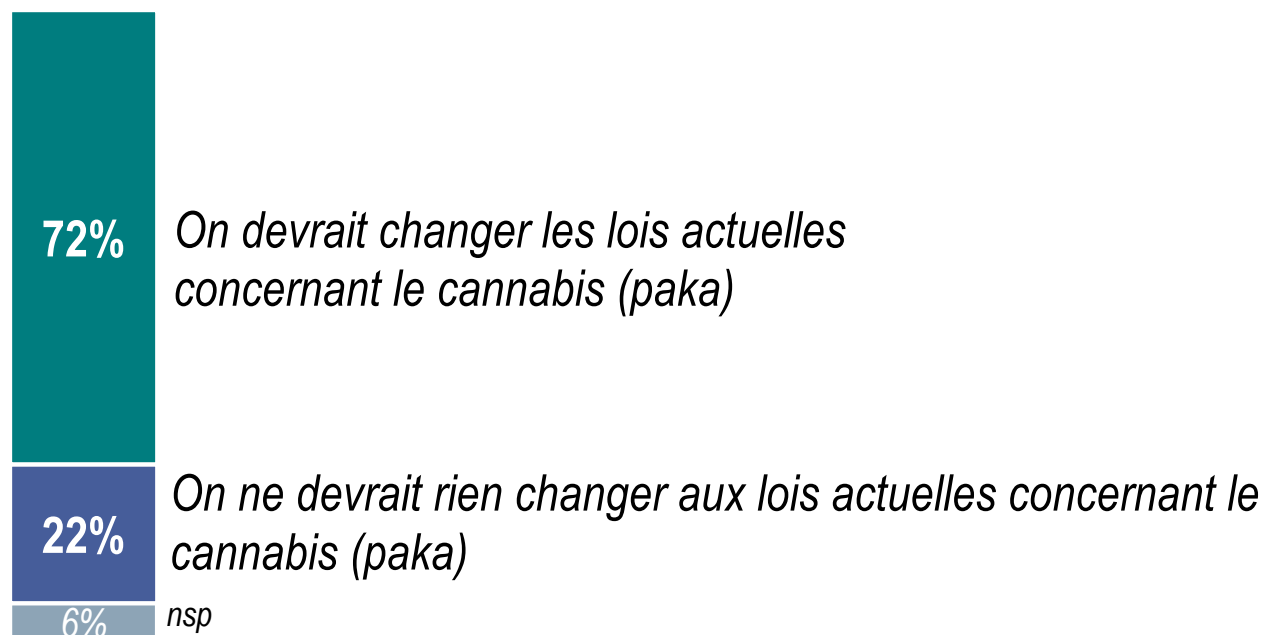 72%
On devrait changer les lois actuelles
concernant le cannabis (paka)
22%
On ne devrait rien changer aux lois actuelles concernant le
cannabis (paka)
6%
nsp